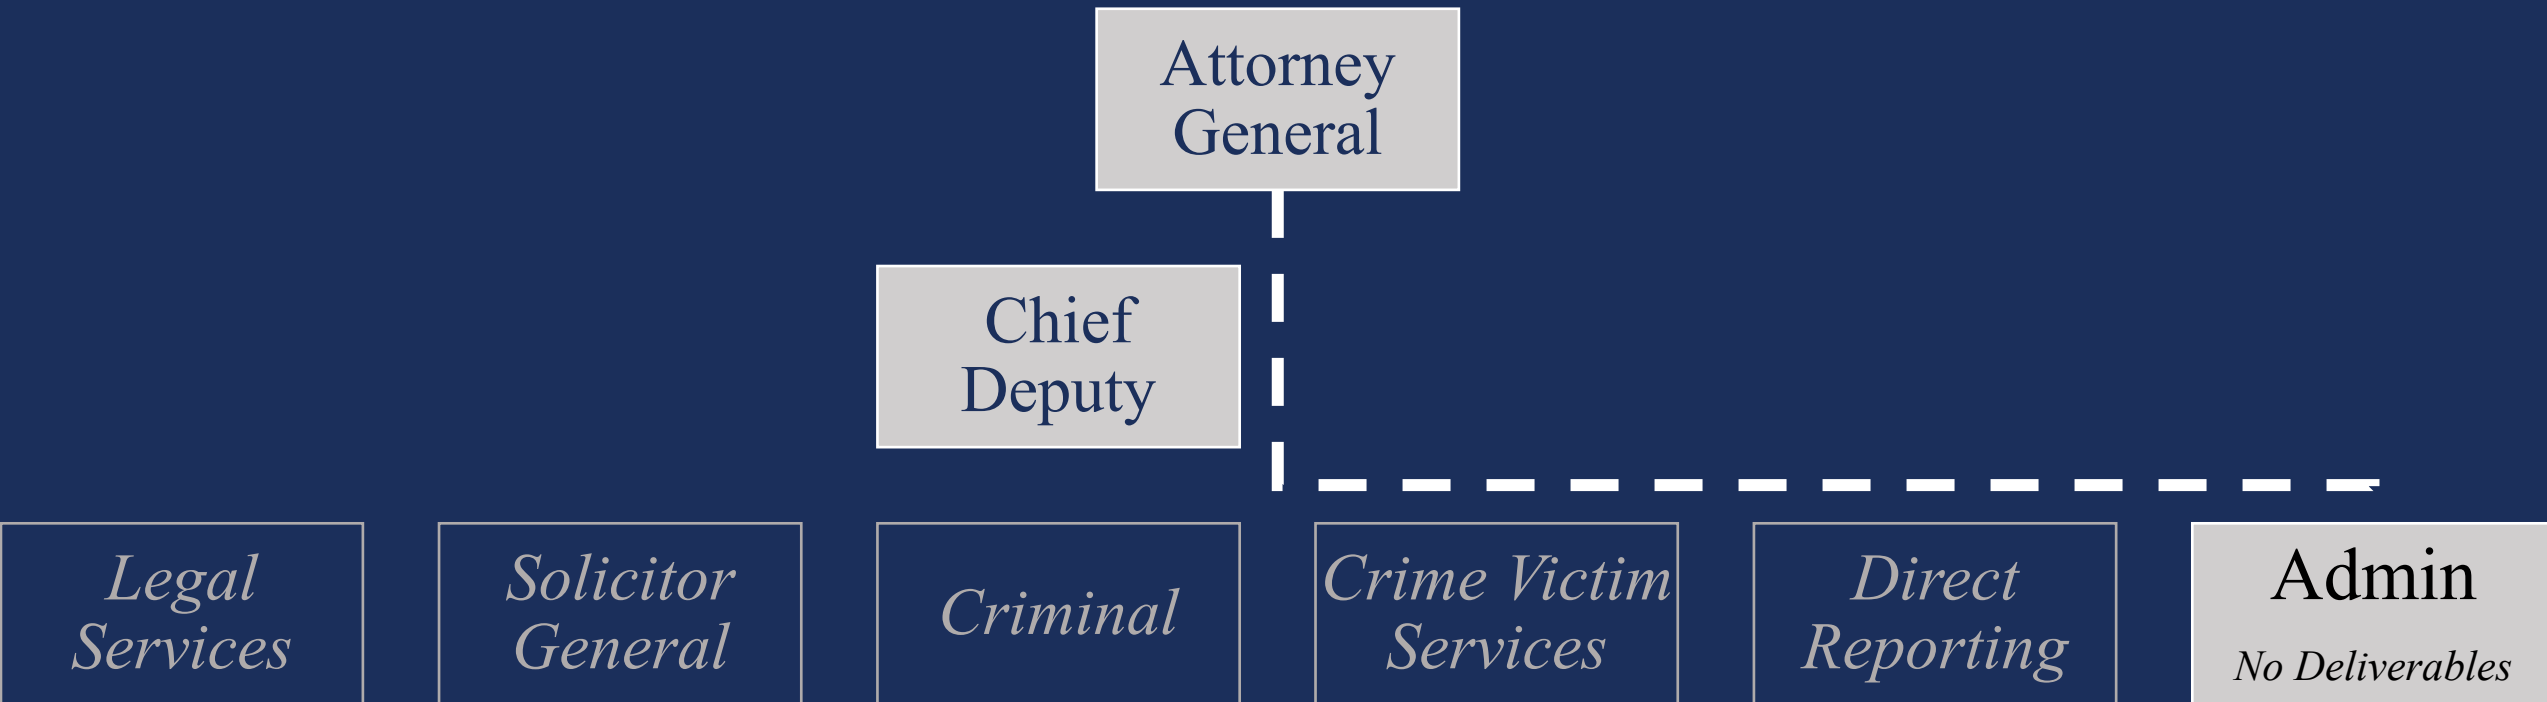 Attorney
General
Chief
Deputy
Legal
Services
Solicitor
General
Criminal
Crime Victim
Services
Direct
Reporting
Admin
No Deliverables